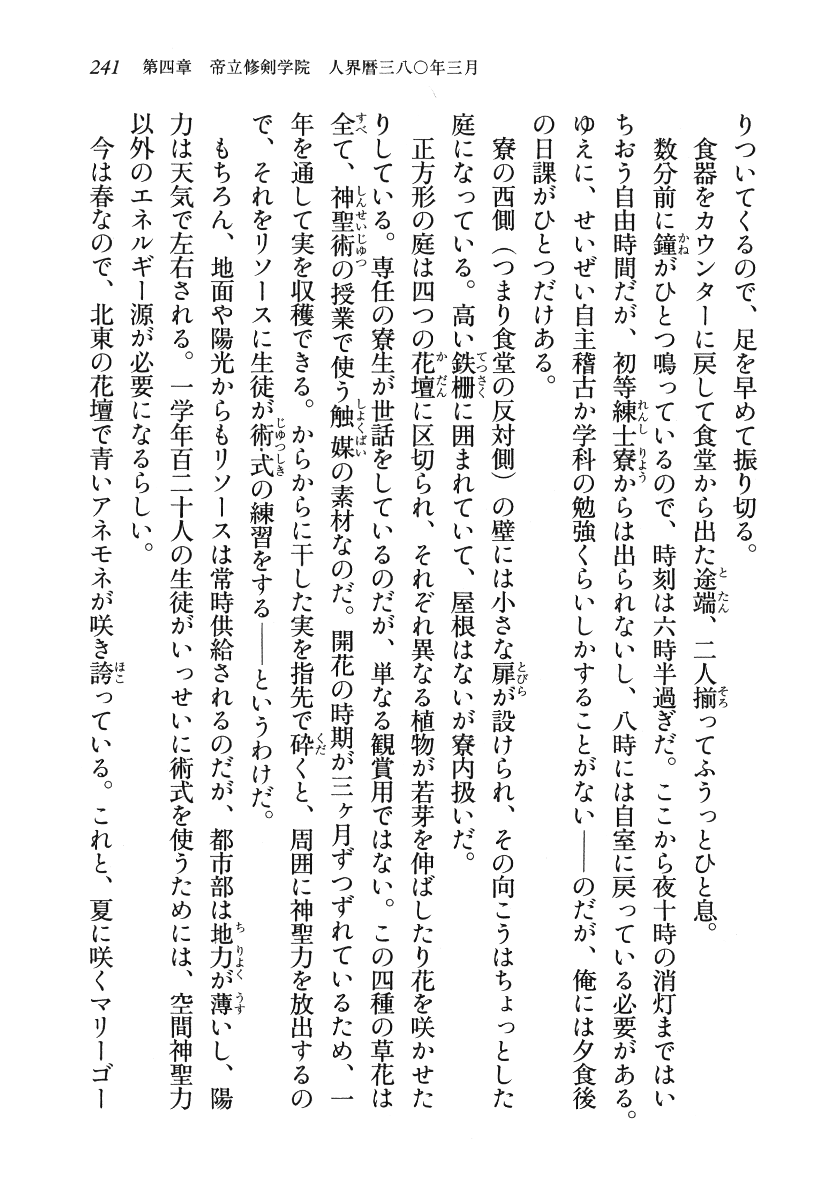 241 第四章 帝立修剣学院 人界暦三八〇年三月
りついてくるので、足を早めて振り切る。
食器をカウンターに戻して食堂から出た途端、二人揃ってふうっとひと息。
数分前に鐘がひとつ鳴っているので、時刻は六時半過ぎだ。ここから夜十時の消灯まではい
ちおう自由時間だが、初等練士寮からは出られないし、八時には自室に戻っている必要がある。
ゆえに、せいぜい自主稽古か学科の勉強くらいしかすることがない――のだが、俺には夕食後
の日課がひとつだけある。
寮の西側（つまり食堂の反対側）の壁には小さな扉が設けられ、その向こうはちょっとした
庭になっている。高い鉄柵に囲まれていて、屋根はないが寮内扱いだ。
正方形の庭は四つの花壇に区切られ、それぞれ異なる植物が若芽を伸ばしたり花を咲かせた
りしている。専任の寮生が世話をしているのだが、単なる観賞用ではない。この四種の草花は
全て、神聖術の授業で使う触媒の素材なのだ。開花の時期が三ヶ月ずつずれているため、一
年を通して実を収穫できる。からからに干した実を指先で砕くと、周囲に神聖力を放出するの
で、それをリソースに生徒が術式の練習をする――というわけだ。
もちろん、地面や陽光からもリソースは常時供給されるのだが、都市部は地力が薄いし、陽
力は天気で左右される。一学年百二十人の生徒がいっせいに術式を使うためには、空間神聖力
以外のエネルギー源が必要になるらしい。
今は春なので、北東の花壇で青いアネモネが咲き誇っている。これと、夏に咲くマリーゴー